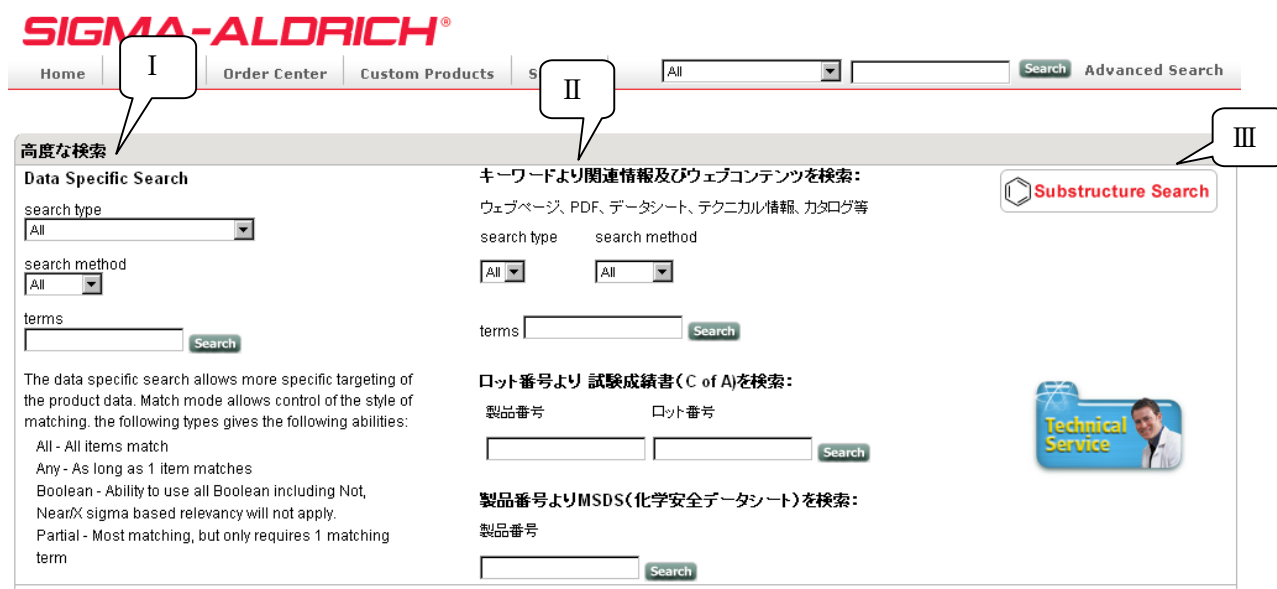 SIGMA-ALDRICH®
Ⅰ
Home
Order Center
Custom Products
All
Search
Advanced Search
Ⅱ
Ⅲ
高度な検索
Data Specific Search
search type
All
search method
All
terms
Search
The data specific search allows more specific targeting of
the product data. Match mode allows control of the style of
matching. the following types gives the following abilities:
All - All items match
Any - As long as 1 item matches
Boolean - Ability to use all Boolean including Not,
Near/X sigma based relevancy will not apply.
Partial - Most matching, but only requires 1 matching
term
キーワードより関連情報及びウェブコンテンツを検索:
ウェブページ、PDF、データシート、テクニカル情報、カタログ等
search type
search method
All
All
terms
Search
ロット番号より 試験成績書(C of A)を検索:
製品番号
ロット番号
Search
製品番号よりMSDS(化学安全データシート)を検索:
製品番号
Search
Substructure Search
Technical
Service